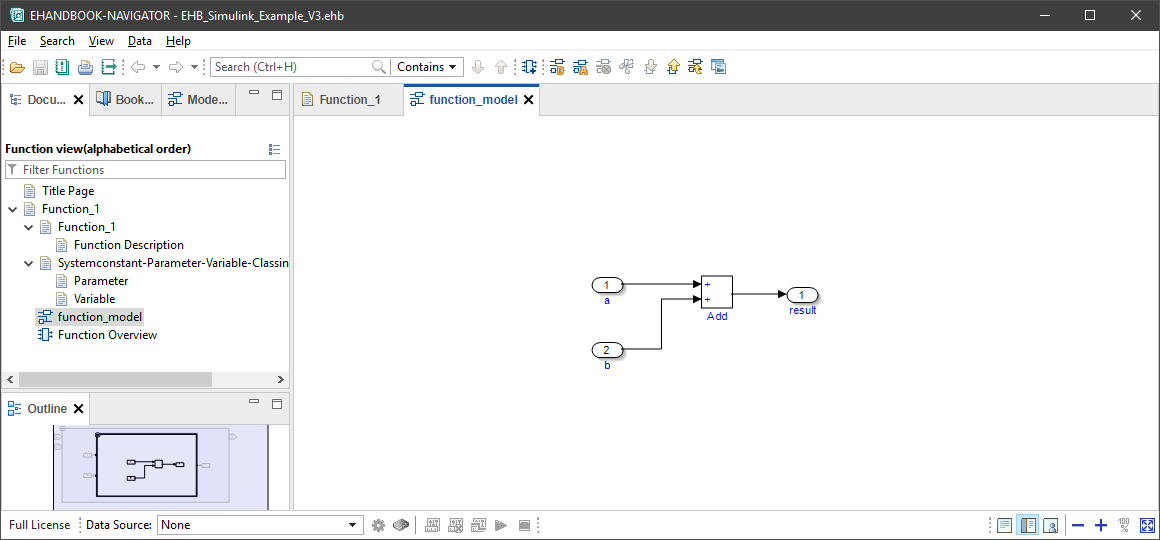 EHANDBOOK-NAVIGATOR - EHB_Simulink_Example_V3.ehb
File Search View Data Help
Search (Ctrl+H) Contains
Docu... Book... Mode... Function_1 function_model
Function view(alphabetical order)
Filter Functions
Title Page
Function_1
Function_1
Function Description
Systemconstant-Parameter-Variable-Classin
Parameter
Variable
function_model
Function Overview
1
a
2
b
+
+
Add
1
result
Outline
Full License Data Source: None
100
%